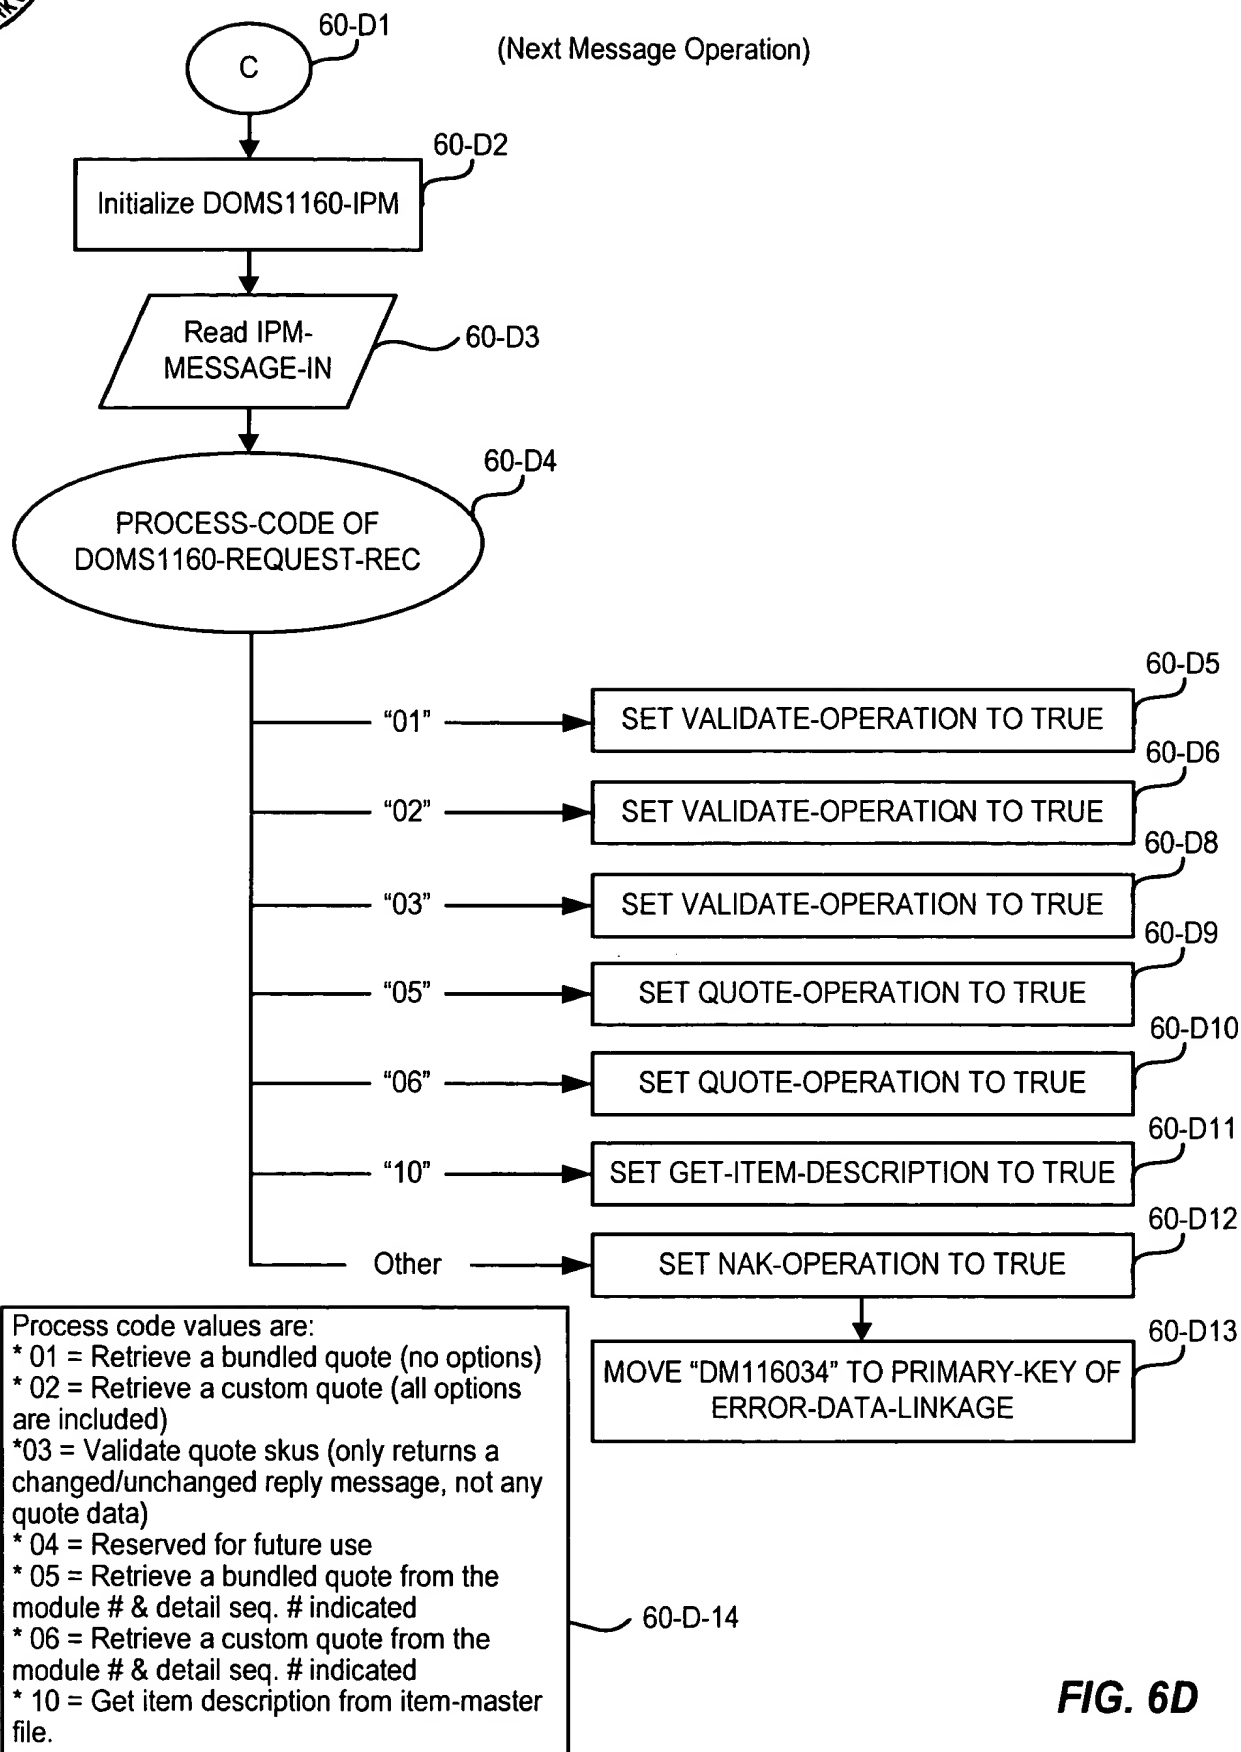 60-D1
(Next Message Operation)
C
60-D2
Initialize DOMS1160-IPM
Read IPM-
MESSAGE-IN
60-D3
60-D4
PROCESS-CODE OF
DOMS1160-REQUEST-REC
60-D5
“01”
SET VALIDATE-OPERATION TO TRUE
60-D6
“02”
SET VALIDATE-OPERATION TO TRUE
60-D8
“03”
SET VALIDATE-OPERATION TO TRUE
60-D9
“05”
SET QUOTE-OPERATION TO TRUE
60-D10
“06”
SET QUOTE-OPERATION TO TRUE
60-D11
“10”
SET GET-ITEM-DESCRIPTION TO TRUE
60-D12
Other
SET NAK-OPERATION TO TRUE
60-D13
MOVE “DM116034” TO PRIMARY-KEY OF
ERROR-DATA-LINKAGE
Process code values are:
* 01 = Retrieve a bundled quote (no options)
* 02 = Retrieve a custom quote (all options
are included)
*03 = Validate quote skus (only returns a
changed/unchanged reply message, not any
quote data)
* 04 = Reserved for future use
* 05 = Retrieve a bundled quote from the
module # & detail seq. # indicated
* 06 = Retrieve a custom quote from the
module # & detail seq. # indicated
* 10 = Get item description from item-master
file.
60-D-14
FIG. 6D